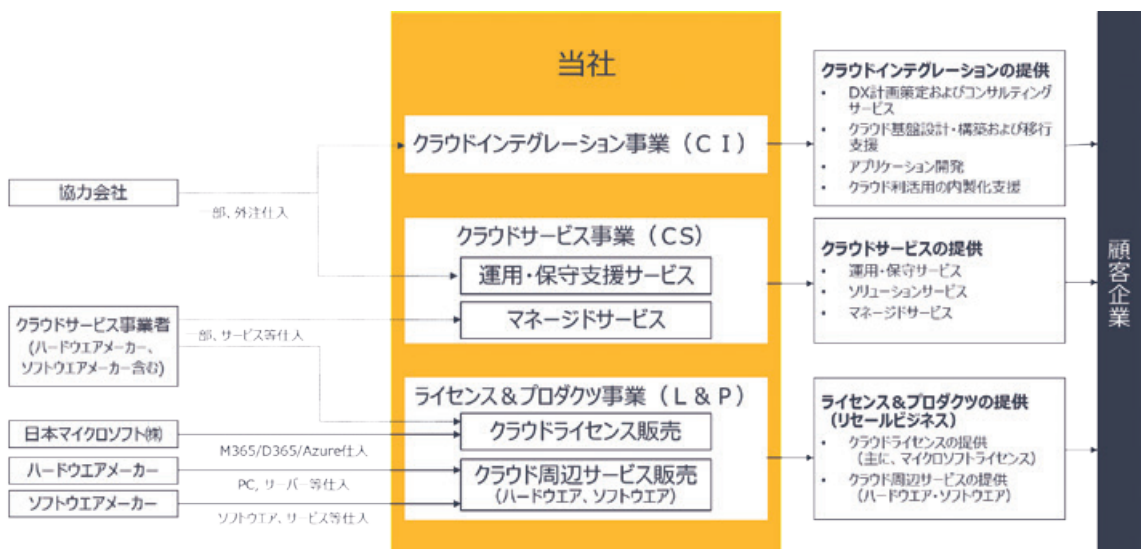 当社
クラウドインテグレーション事業（ＣＩ）
クラウドサービス事業（CS）
運用・保守支援サービス
マネージドサービス
ライセンス＆プロダクツ事業（Ｌ＆Ｐ）
クラウドライセンス販売
クラウド周辺サービス販売
（ハードウエア、ソフトウエア）
協力会社
一部、外注仕入
クラウドサービス事業者
(ハードウエアメーカー、
ソフトウエアメーカー含む)
一部、サービス等仕入
日本マイクロソフト㈱
M365/D365/Azure仕入
ハードウエアメーカー
PC, サーバー等仕入
ソフトウエアメーカー
ソフトウエア、サービス等仕入
クラウドインテグレーションの提供
• DX計画策定およびコンサルティング
サービス
• クラウド基盤設計・構築および移行
支援
• アプリケーション開発
• クラウド利活用の内製化支援
クラウドサービスの提供
• 運用・保守サービス
• ソリューションサービス
• マネージドサービス
ライセンス＆プロダクツの提供
（リセールビジネス）
• クラウドライセンスの提供
（主に、マイクロソフトライセンス）
• クラウド周辺サービスの提供
（ハードウエア・ソフトウエア）
顧客企業